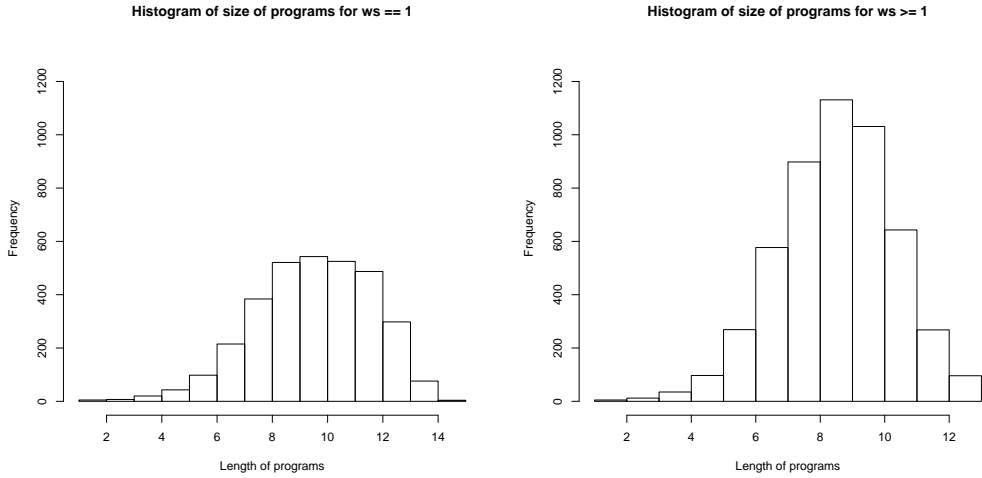 Histogram of size of programs for ws == 1
Frequency
0
200
400
600
800
1000
1200
2 4 6 8 10 12 14
Length of programs
Histogram of size of programs for ws >= 1
Frequency
0
200
400
600
800
1000
1200
2 4 6 8 10 12
Length of programs